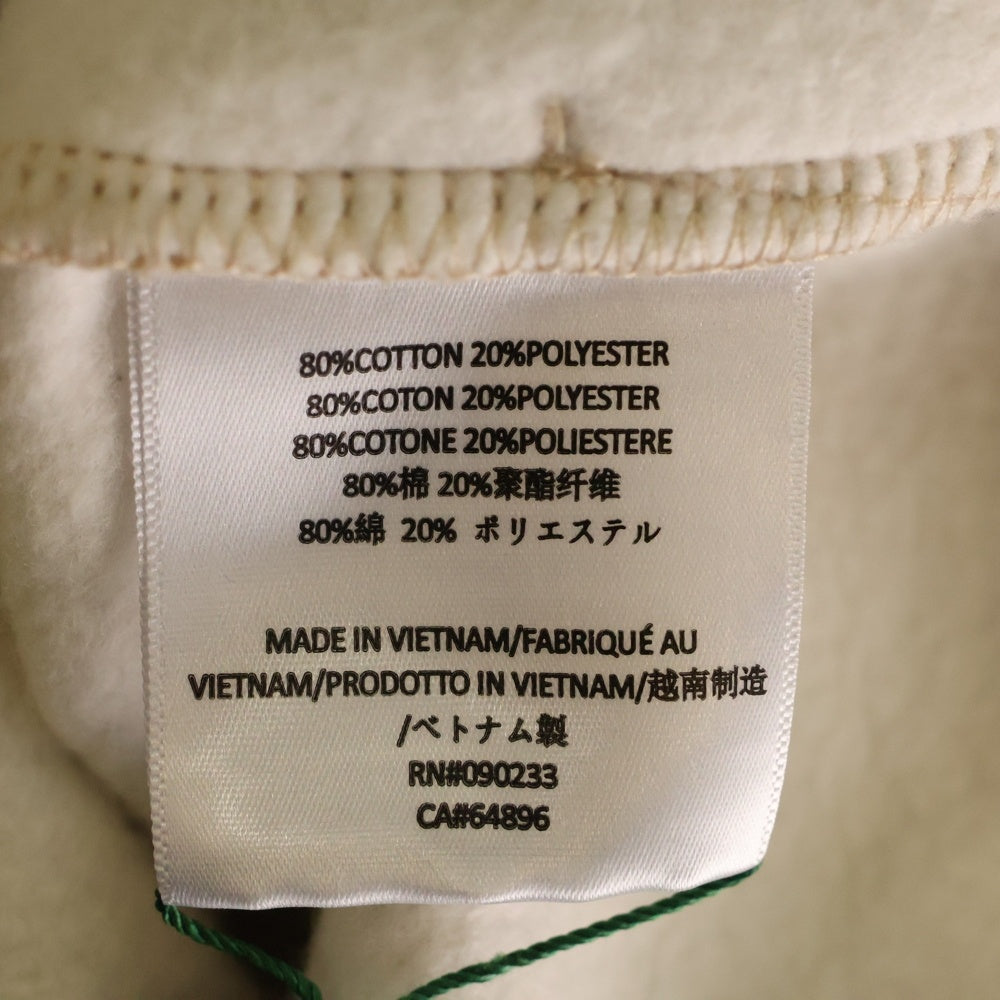 80%COTTON 20%POLYESTER
80%COTON 20%POLYESTER
80%COTONE 20%POLIESTERE
80%棉 20%聚酯纤维
80%綿 20% ポリエステル
MADE IN VIETNAM/FABRIQUÉ AU
VIETNAM/PRODOTTO IN VIETNAM/越南制造
/ベトナム製
RN#090233
CA#64896